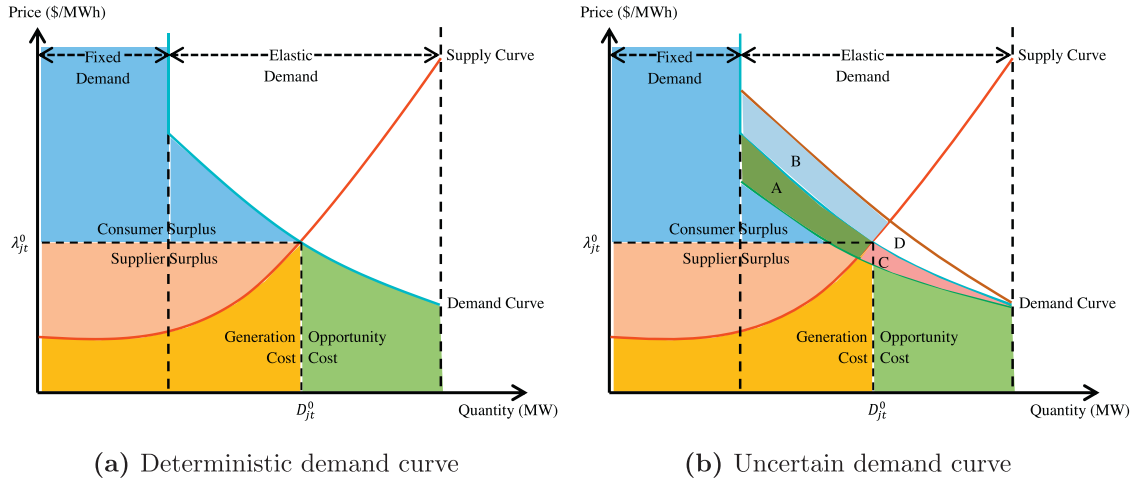 Price ($/MWh)
Fixed
Demand
Elastic
Demand
Supply Curve
Consumer Surplus
λ⁰jt
Supplier Surplus
Demand Curve
Generation
Cost
Opportunity
Cost
D⁰jt
Quantity (MW)
(a) Deterministic demand curve
Price ($/MWh)
Fixed
Demand
Elastic
Demand
Supply Curve
B
A
Consumer Surplus
D
λ⁰jt
Supplier Surplus
C
Demand Curve
Generation
Cost
Opportunity
Cost
D⁰jt
Quantity (MW)
(b) Uncertain demand curve